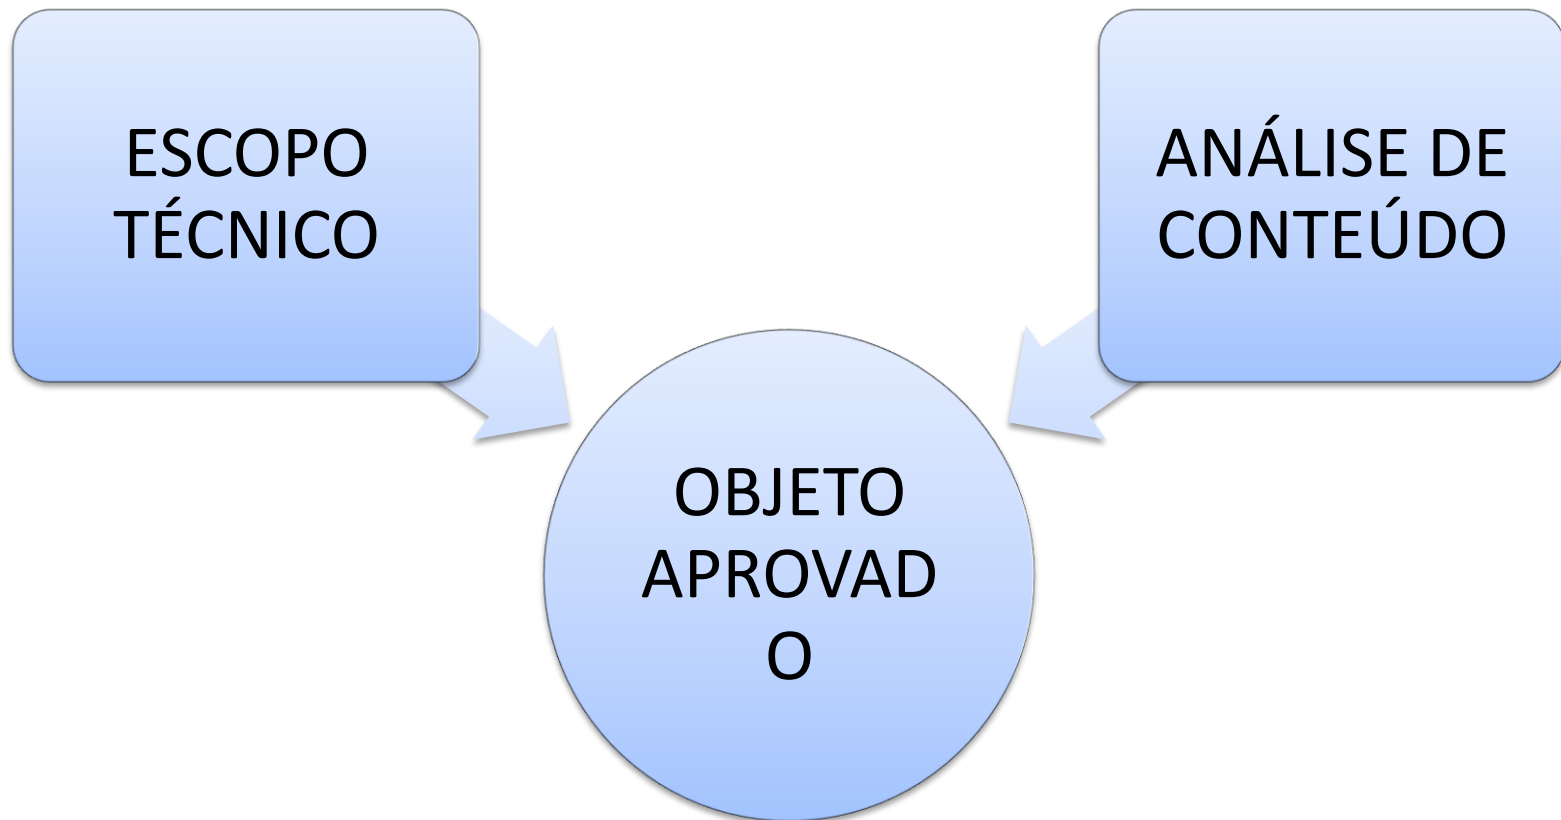 ESCOPO
TÉCNICO
ANÁLISE DE
CONTEÚDO
OBJETO
APROVAD
O